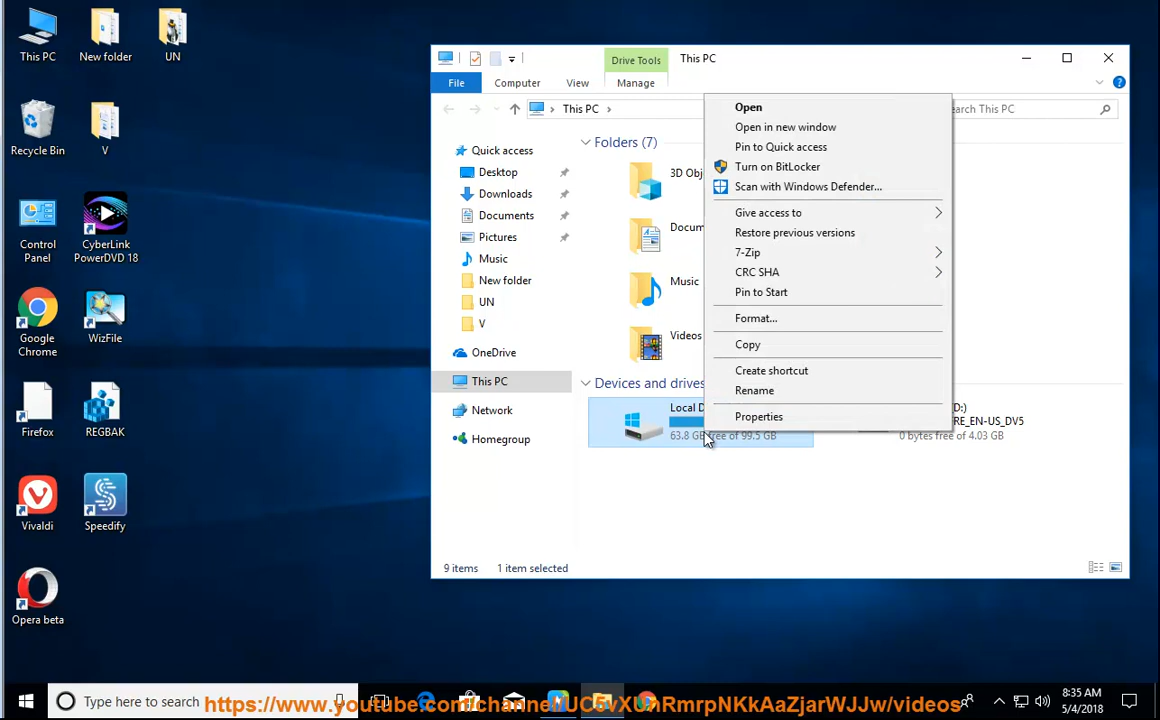 This PC
New folder
UN
Recycle Bin
V
Control
Panel
CyberLink
PowerDVD 18
Google
Chrome
WizFile
Firefox
REGBAK
Vivaldi
Speedify
Opera beta
Drive Tools
This PC
File
Computer
View
Manage
This PC
earch This PC
Quick access
Desktop
Downloads
Documents
Pictures
Music
New folder
UN
V
OneDrive
This PC
Network
Homegroup
Folders (7)
3D Obj
Docum
Music
Videos
Devices and drives
Local D
63.8 GB free of 99.5 GB
(D:)
RE_EN-US_DV5
0 bytes free of 4.03 GB
Open
Open in new window
Pin to Quick access
Turn on BitLocker
Scan with Windows Defender...
Give access to
Restore previous versions
7-Zip
CRC SHA
Pin to Start
Format...
Copy
Create shortcut
Rename
Properties
9 items
1 item selected
Type here to search
8:35 AM
5/4/2018